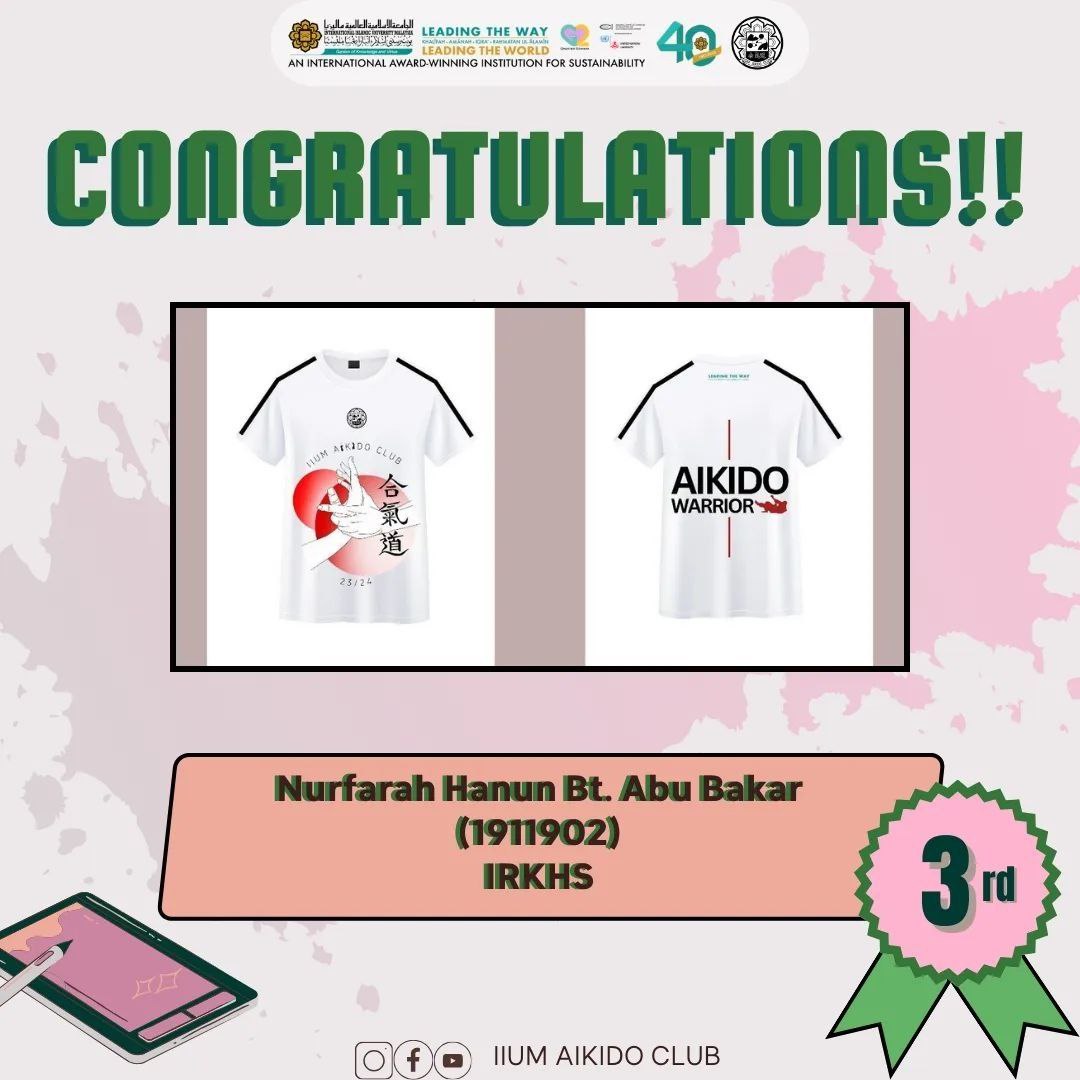 الجامعة الإسلامية العالمية ماليزيا
INTERNATIONAL ISLAMIC UNIVERSITY MALAYSIA
Garden of Knowledge and Virtue
LEADING THE WAY
KHALĪFAH • AMĀNAH • IQRA' • RAHMATAN LIL-ĀLAMĪN
LEADING THE WORLD
40
AN INTERNATIONAL AWARD-WINNING INSTITUTION FOR SUSTAINABILITY
CONGRATULATIONS!!
IIUM AIKIDO CLUB
合氣道
23/24
LEADING THE WAY
AIKIDO
WARRIOR
Nurfarah Hanun Bt. Abu Bakar
(1911902)
IRKHS
3rd
IIUM AIKIDO CLUB